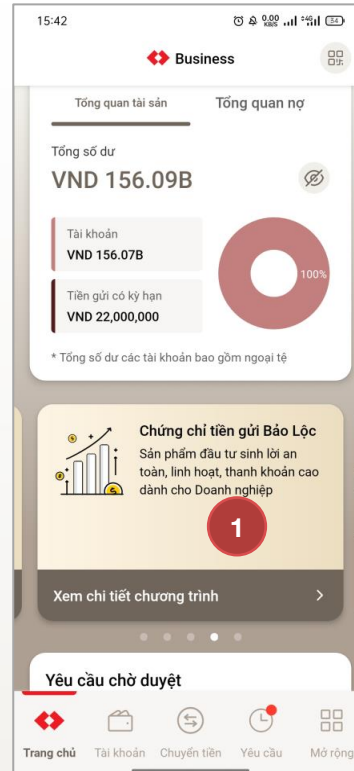 15:42
0.00 KB/S 4G 34
Business
Tổng quan tài sản
Tổng quan nợ
Tổng số dư
VND 156.09B
Tài khoản
VND 156.07B
Tiền gửi có kỳ hạn
VND 22,000,000
100%
* Tổng số dư các tài khoản bao gồm ngoại tệ
Chứng chỉ tiền gửi Bảo Lộc
Sản phẩm đầu tư sinh lời an
toàn, linh hoạt, thanh khoản cao
dành cho Doanh nghiệp
1
Xem chi tiết chương trình
Yêu cầu chờ duyệt
Trang chủ
Tài khoản
Chuyển tiền
Yêu cầu
Mở rộng